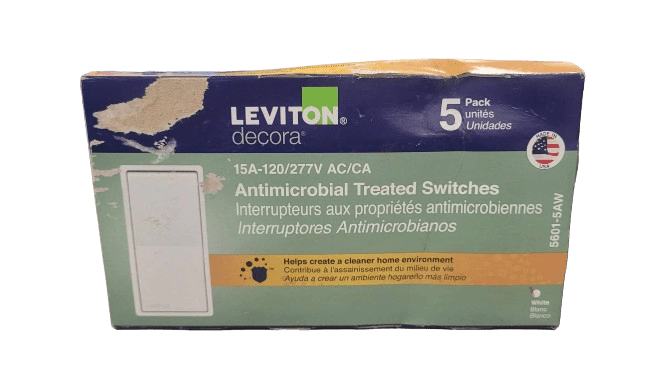 LEVITON®
decora®
5 Pack
unités
Unidades
MADE IN
USA
15A-120/277V AC/CA
Antimicrobial Treated Switches
Interrupteurs aux propriétés antimicrobiennes
Interruptores Antimicrobianos
5601-5AW
Helps create a cleaner home environment
Contribue à l'assainissement du milieu de vie
Ayuda a crear un ambiente hogareño más limpio
White
Blanc
Blanco